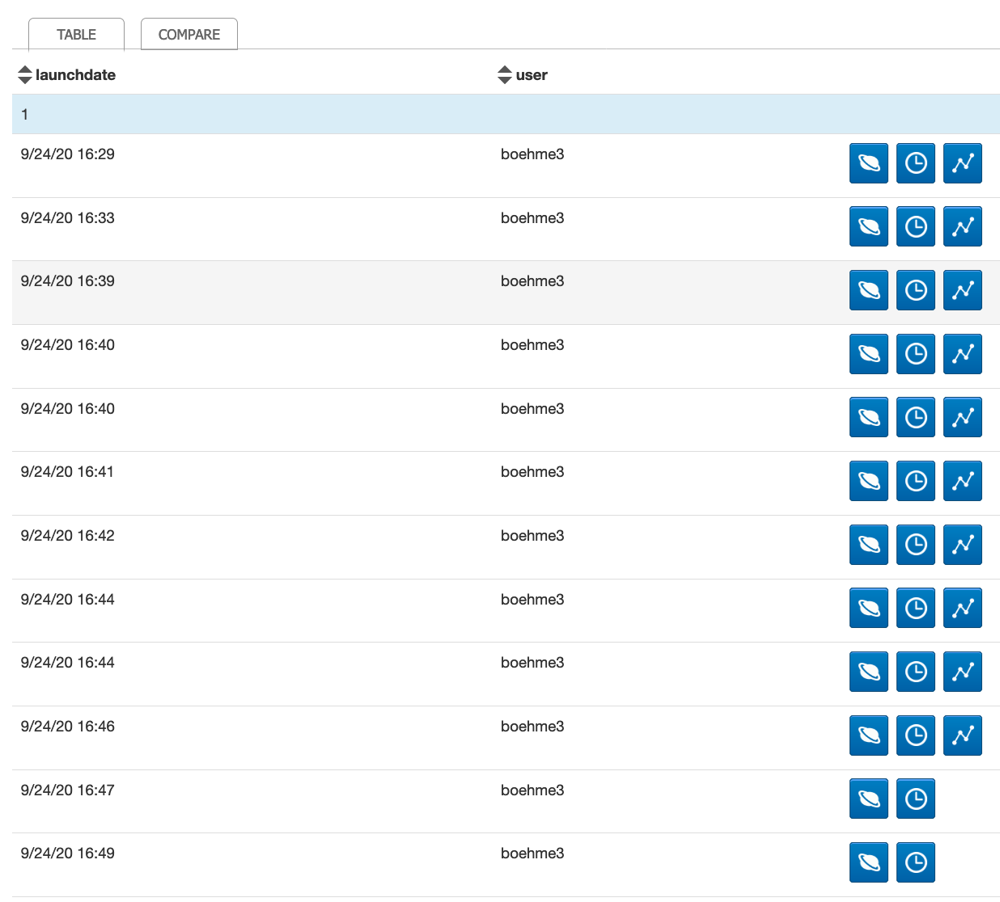 TABLE COMPARE
launchdate user
1
9/24/20 16:29 boehme3
9/24/20 16:33 boehme3
9/24/20 16:39 boehme3
9/24/20 16:40 boehme3
9/24/20 16:40 boehme3
9/24/20 16:41 boehme3
9/24/20 16:42 boehme3
9/24/20 16:44 boehme3
9/24/20 16:44 boehme3
9/24/20 16:46 boehme3
9/24/20 16:47 boehme3
9/24/20 16:49 boehme3